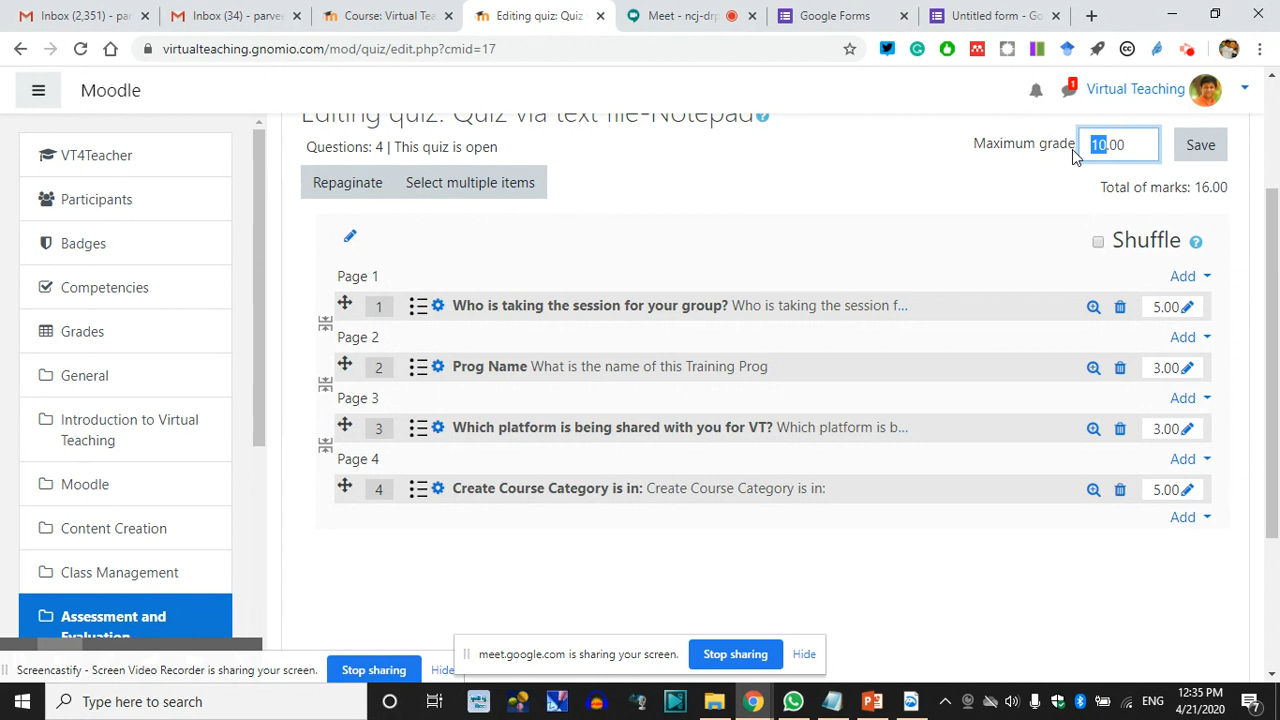 Inbox (2,351) - par
Inbox (34) - parvee
Course: Virtual Tea
Editing quiz: Quiz
Meet - ncj-drp
Google Forms
Untitled form - Go
virtualteaching.gnomio.com/mod/quiz/edit.php?cmid=17
Moodle
1
Virtual Teaching
Editing quiz: Quiz via text file-Notepad
Questions: 4 | This quiz is open
Maximum grade 10.00 Save
Total of marks: 16.00
Repaginate Select multiple items
Shuffle
Page 1 Add
1 Who is taking the session for your group? Who is taking the session f... 5.00
Page 2 Add
2 Prog Name What is the name of this Training Prog 3.00
Page 3 Add
3 Which platform is being shared with you for VT? Which platform is b... 3.00
Page 4 Add
4 Create Course Category is in: Create Course Category is in: 5.00
Add
VT4Teacher
Participants
Badges
Competencies
Grades
General
Introduction to Virtual
Teaching
Moodle
Content Creation
Class Management
Assessment and
Evaluation
meet.google.com is sharing your screen. Stop sharing Hide
Screencastify - Screen Video Recorder is sharing your screen. Stop sharing Hide
Type here to search
ENG
12:35 PM
4/21/2020
7